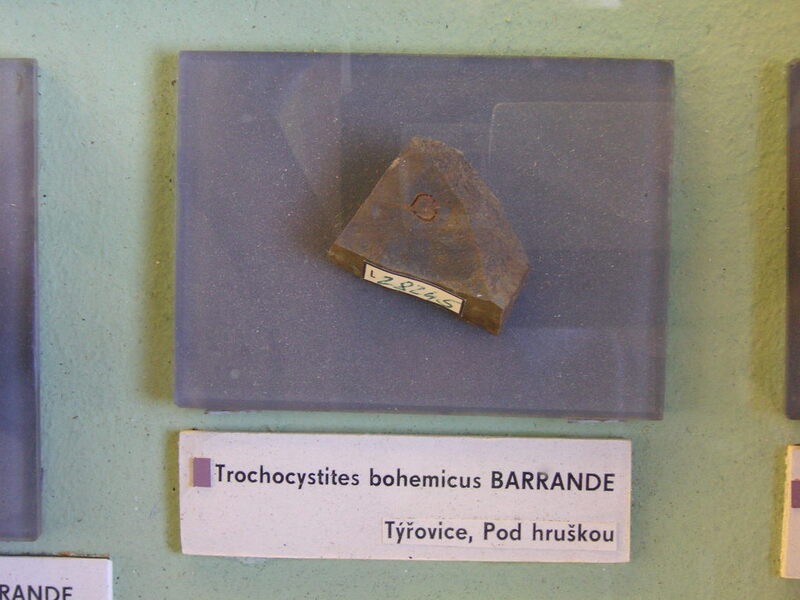 L 28245
Trochocystites bohemicus BARRANDE
Týřovice, Pod hruškou
RANDE